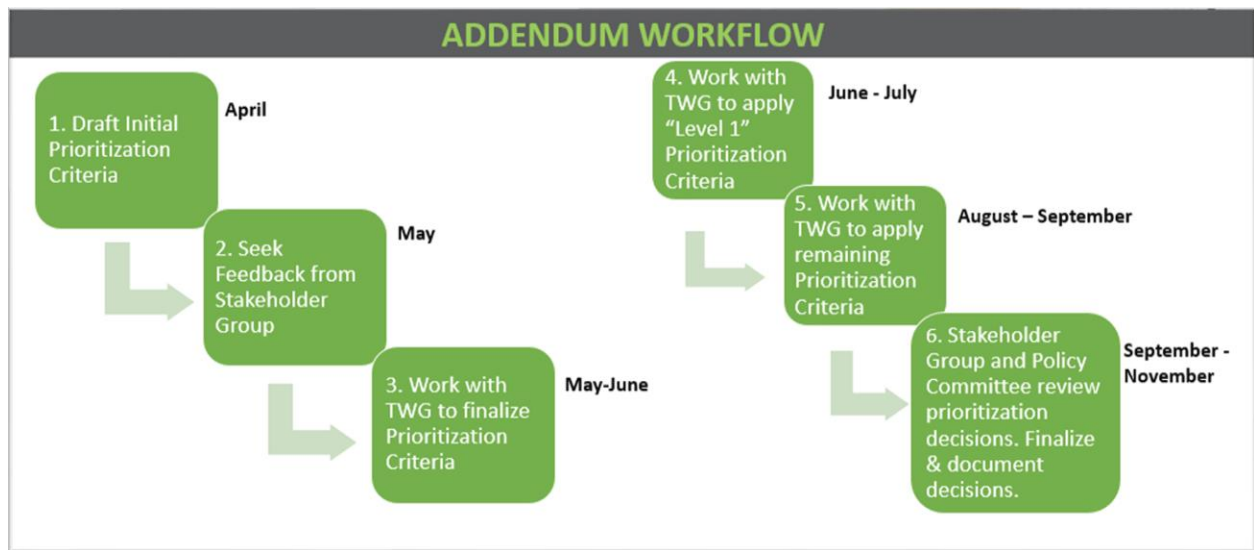 ADDENDUM WORKFLOW
1. Draft Initial
Prioritization
Criteria
April
2. Seek
Feedback from
Stakeholder
Group
May
3. Work with
TWG to finalize
Prioritization
Criteria
May-June
4. Work with
TWG to apply
“Level 1”
Prioritization
Criteria
June - July
5. Work with
TWG to apply
remaining
Prioritization
Criteria
August – September
6. Stakeholder
Group and Policy
Committee review
prioritization
decisions. Finalize
& document
decisions.
September -
November